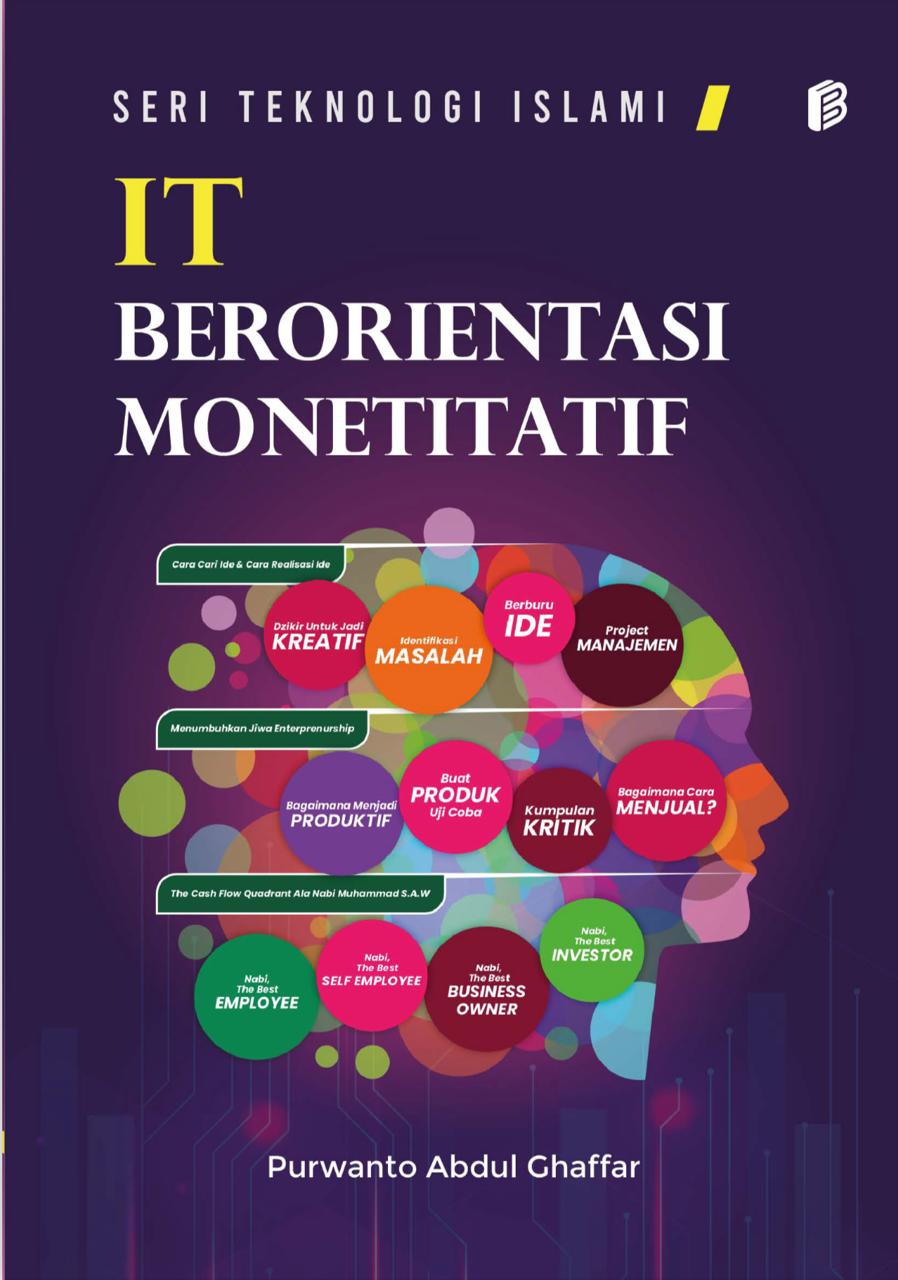 SERI TEKNOLOGI ISLAMI
IT
BERORIENTASI
MONETITATIF
Cara Cari Ide & Cara Realisasi Ide
Dzikir Untuk Jadi
KREATIF
Identifikasi
MASALAH
Berburu
IDE
Project
MANAJEMEN
Menumbuhkan Jiwa Enterprenurship
Bagaimana Menjadi
PRODUKTIF
Buat
PRODUK
Uji Coba
Kumpulan
KRITIK
Bagaimana Cara
MENJUAL?
The Cash Flow Quadrant Ala Nabi Muhammad S.A.W
Nabi,
The Best
EMPLOYEE
Nabi,
The Best
SELF EMPLOYEE
Nabi,
The Best
BUSINESS
OWNER
Nabi,
The Best
INVESTOR
Purwanto Abdul Ghaffar